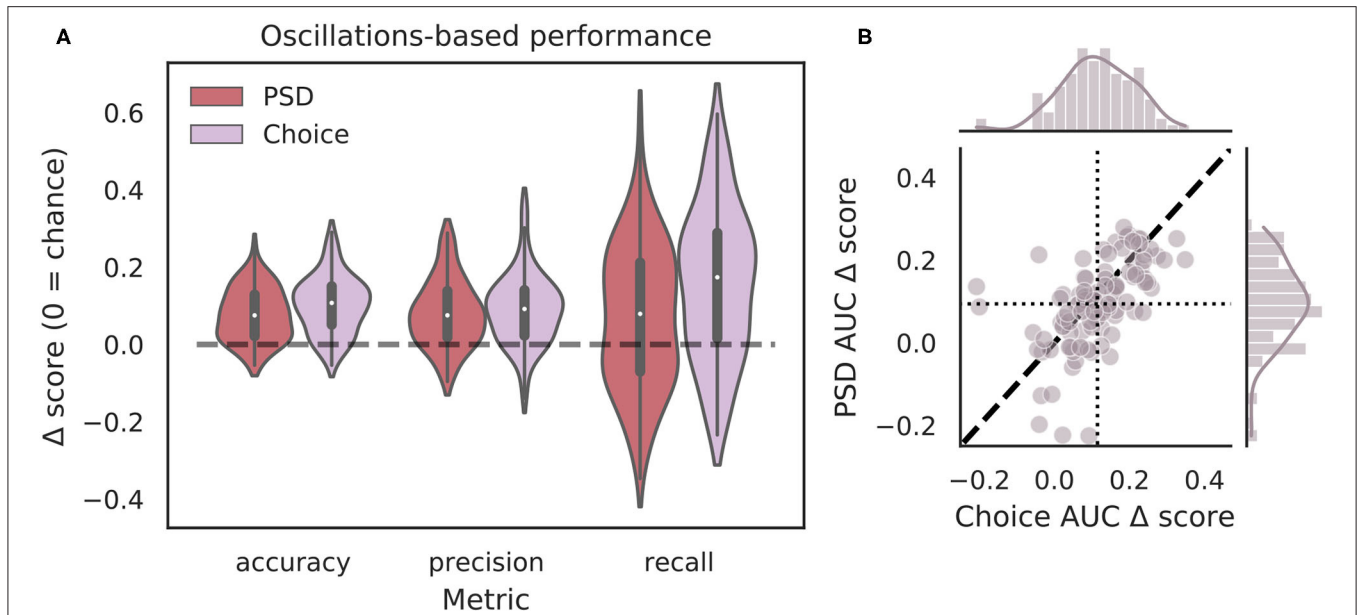 A
Oscillations-based performance
PSD
Choice
Δ score (0 = chance)
0.6
0.4
0.2
0.0
−0.2
−0.4
accuracy
precision
recall
Metric
B
PSD AUC Δ score
0.4
0.2
0.0
−0.2
−0.2
0.0
0.2
0.4
Choice AUC Δ score